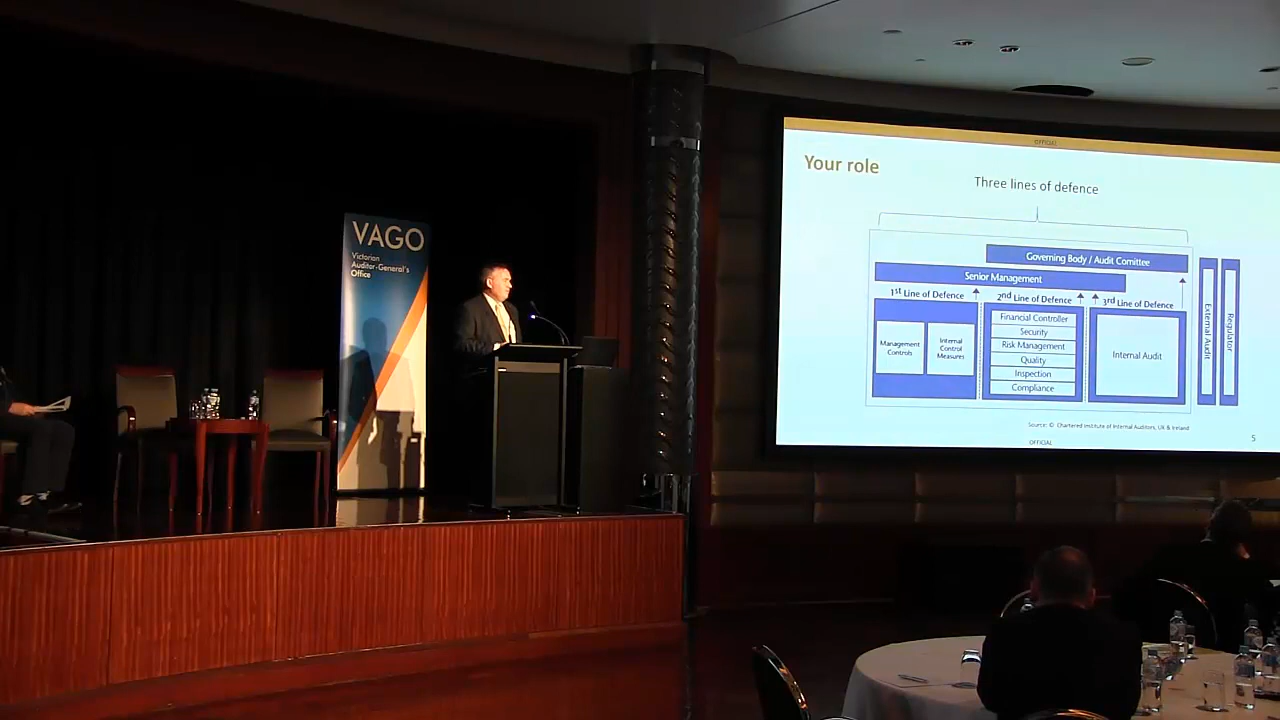 VAGO
Victorian
Auditor-General's
Office
OFFICIAL
Your role
Three lines of defence
Governing Body / Audit Comittee
Senior Management
1st Line of Defence
2nd Line of Defence
3rd Line of Defence
Management
Controls
Internal
Control
Measures
Financial Controller
Security
Risk Management
Quality
Inspection
Compliance
Internal Audit
External Audit
Regulator
Source: © Chartered Institute of Internal Auditors, UK & Ireland
OFFICIAL
5